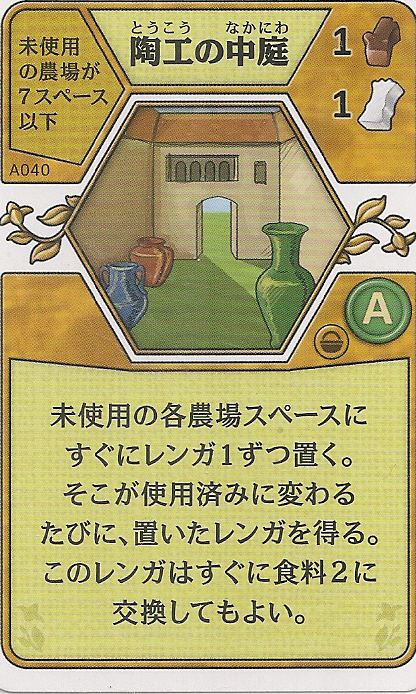 未使用
の農場が
7スペース
以下
とうこう なかにわ
陶工の中庭
1
1
A040
A
未使用の各農場スペースに
すぐにレンガ1ずつ置く。
そこが使用済みに変わる
たびに、置いたレンガを得る。
このレンガはすぐに食料2に
交換してもよい。